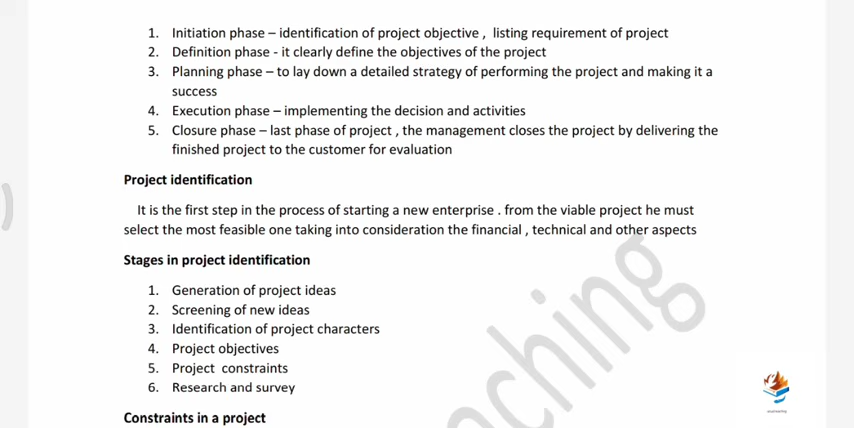 1. Initiation phase – identification of project objective , listing requirement of project
2. Definition phase - it clearly define the objectives of the project
3. Planning phase – to lay down a detailed strategy of performing the project and making it a
success
4. Execution phase – implementing the decision and activities
5. Closure phase – last phase of project , the management closes the project by delivering the
finished project to the customer for evaluation
Project identification
It is the first step in the process of starting a new enterprise . from the viable project he must
select the most feasible one taking into consideration the financial , technical and other aspects
Stages in project identification
1. Generation of project ideas
2. Screening of new ideas
3. Identification of project characters
4. Project objectives
5. Project constraints
6. Research and survey
Constraints in a project